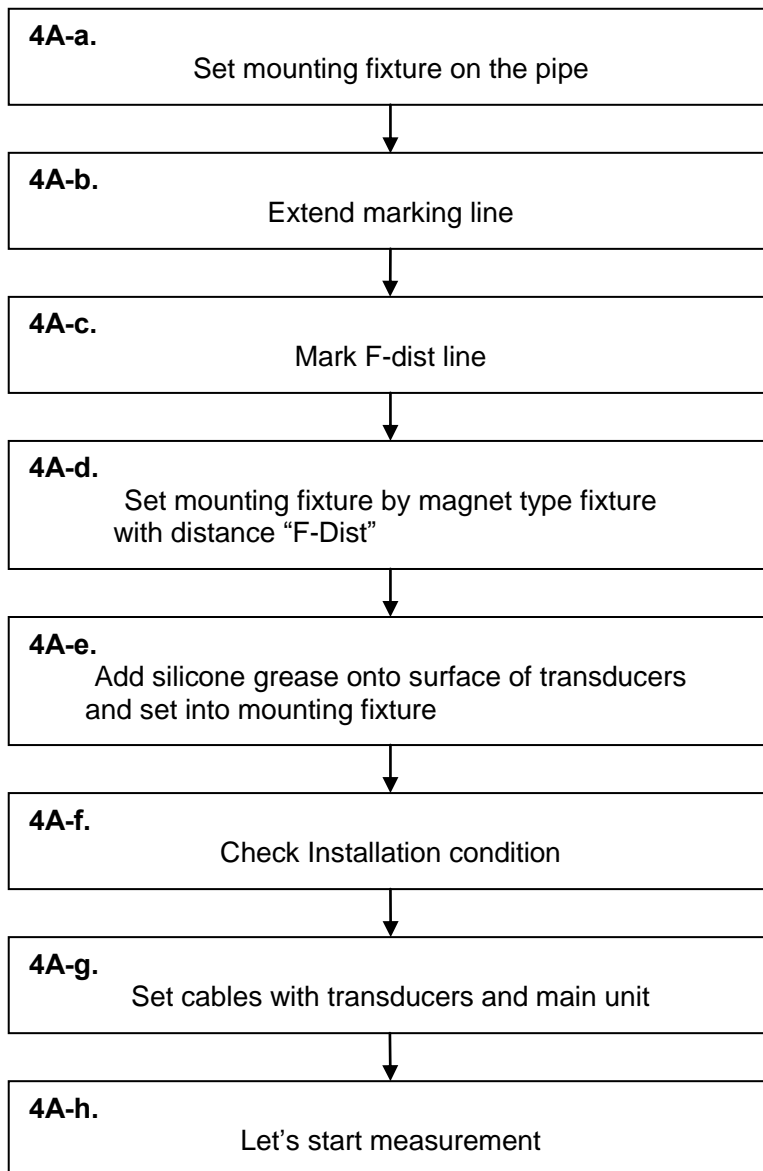 4A-a.
Set mounting fixture on the pipe
4A-b.
Extend marking line
4A-c.
Mark F-dist line
4A-d.
Set mounting fixture by magnet type fixture
with distance “F-Dist”
4A-e.
Add silicone grease onto surface of transducers
and set into mounting fixture
4A-f.
Check Installation condition
4A-g.
Set cables with transducers and main unit
4A-h.
Let’s start measurement